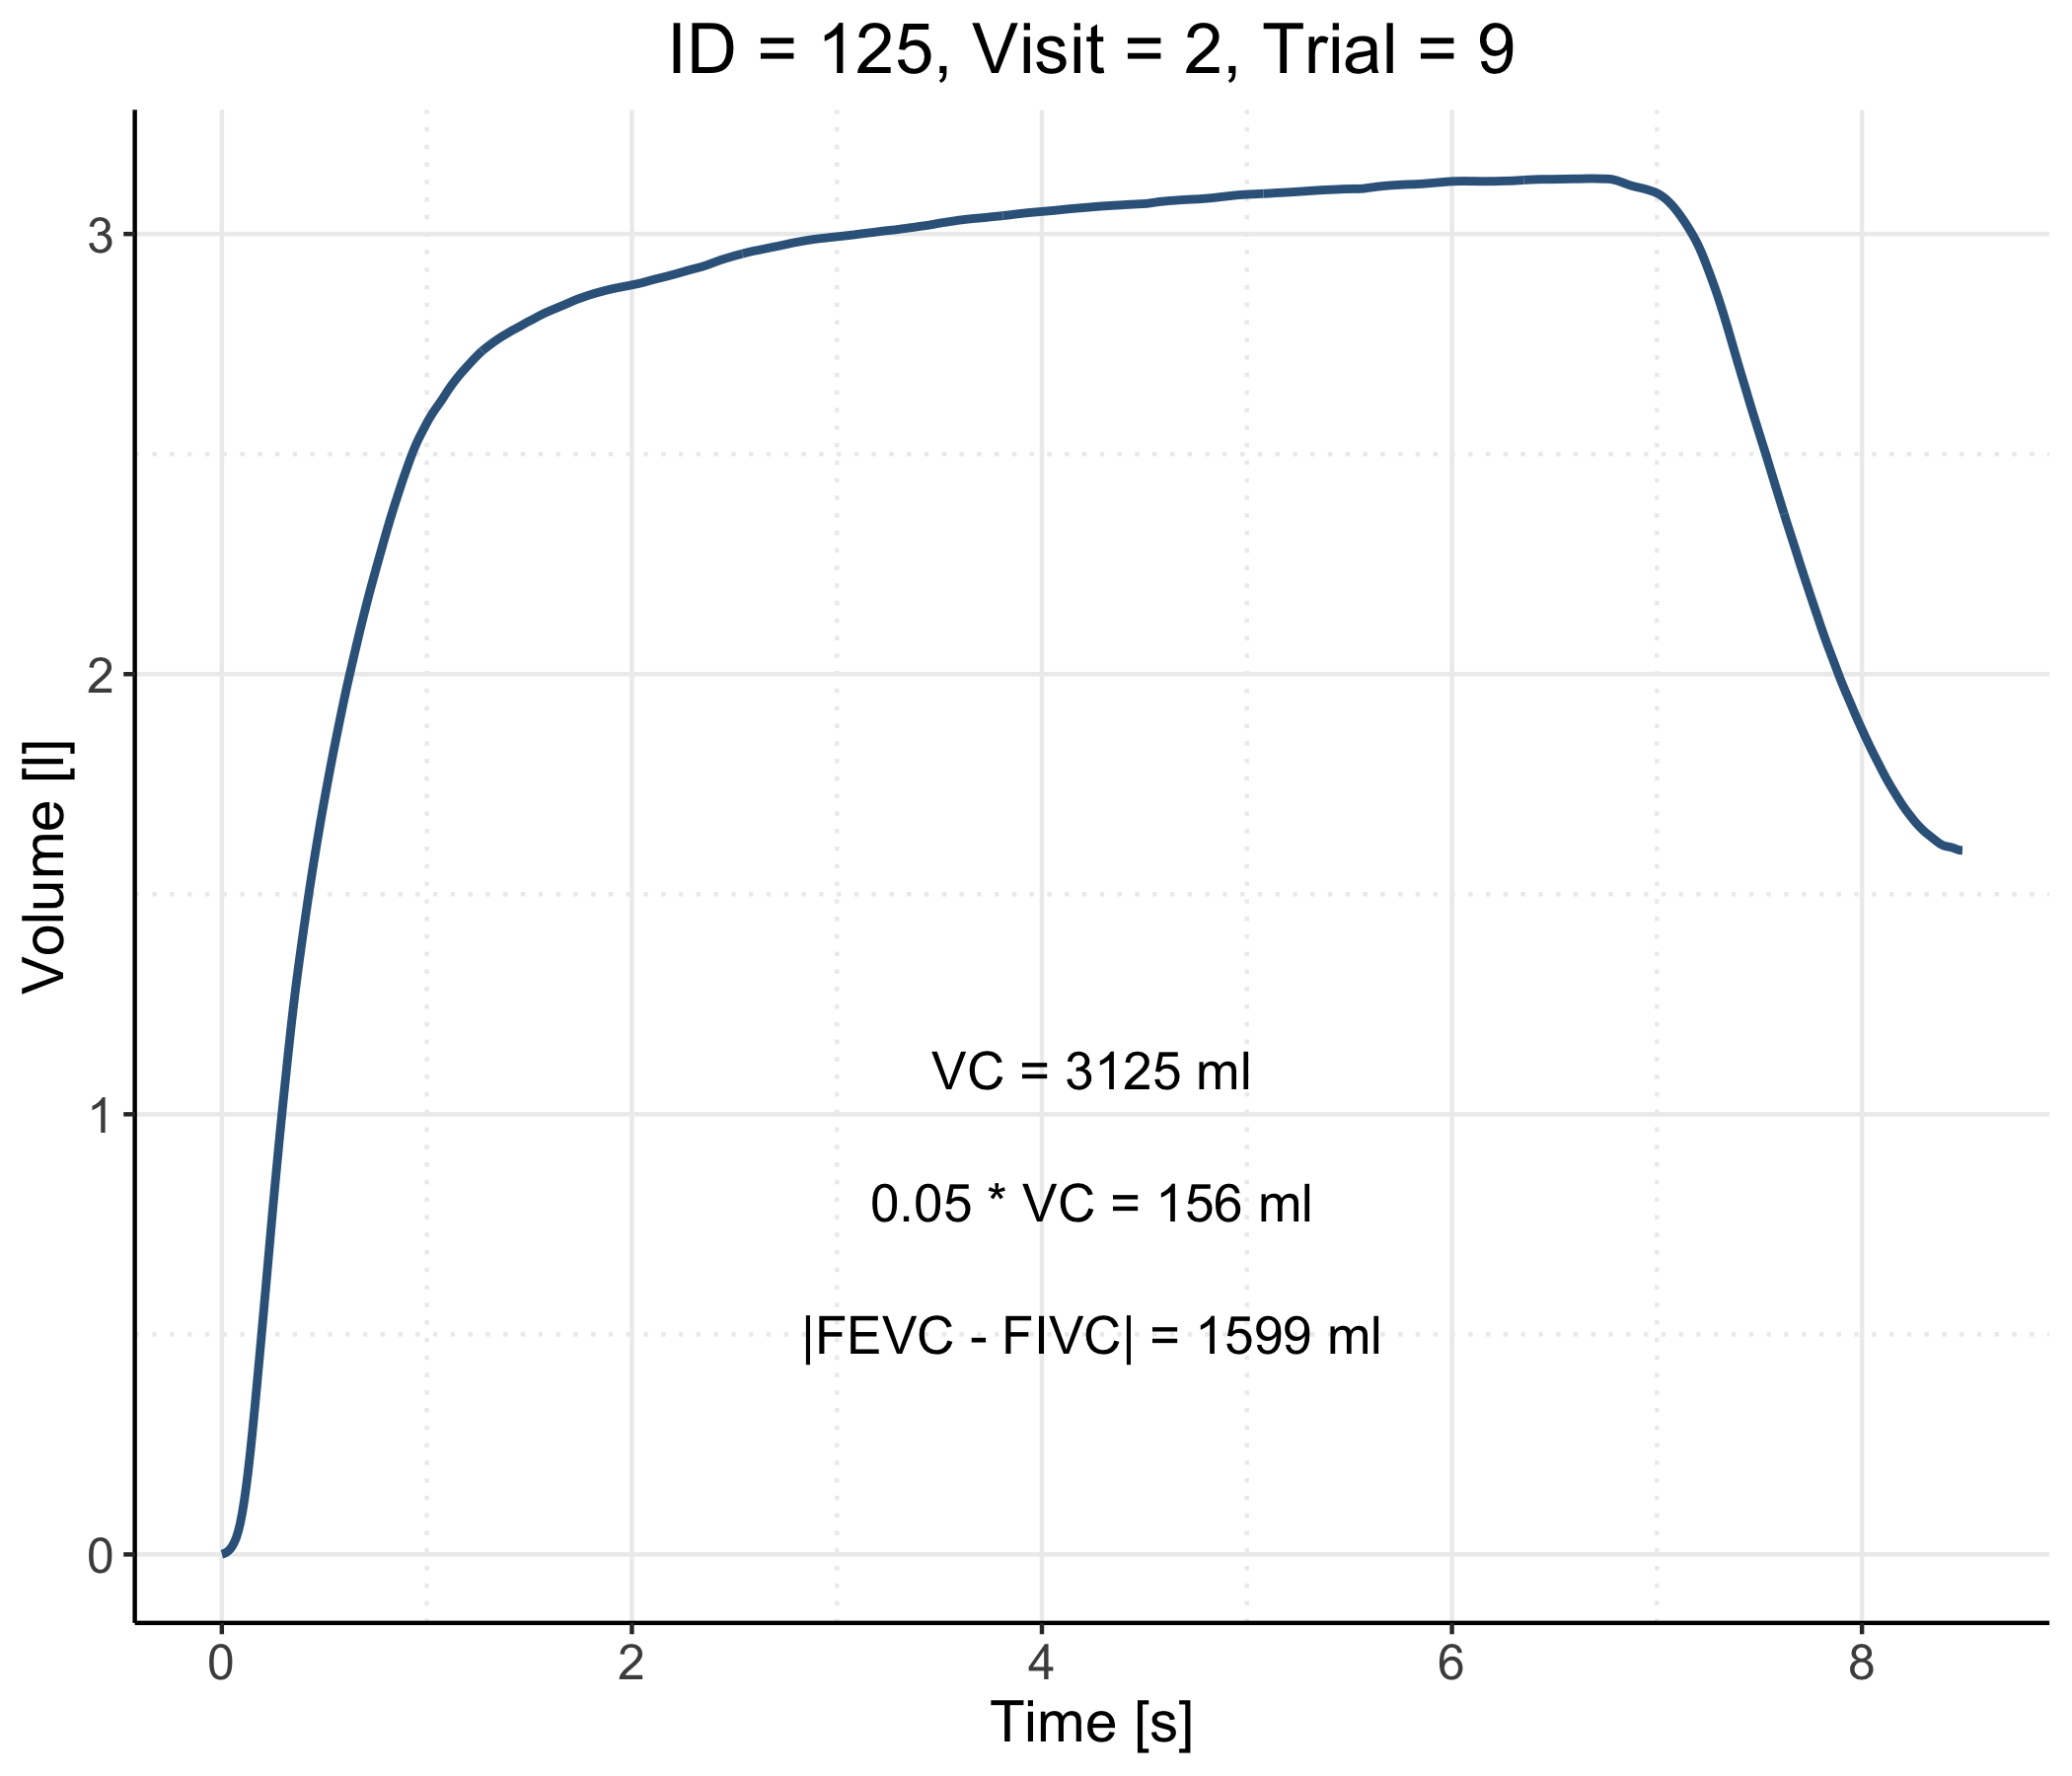 ID = 125, Visit = 2, Trial = 9
3
2
1
0
Volume [l]
VC = 3125 ml
0.05 * VC = 156 ml
|FEVC - FIVC| = 1599 ml
0 2 4 6 8
Time [s]